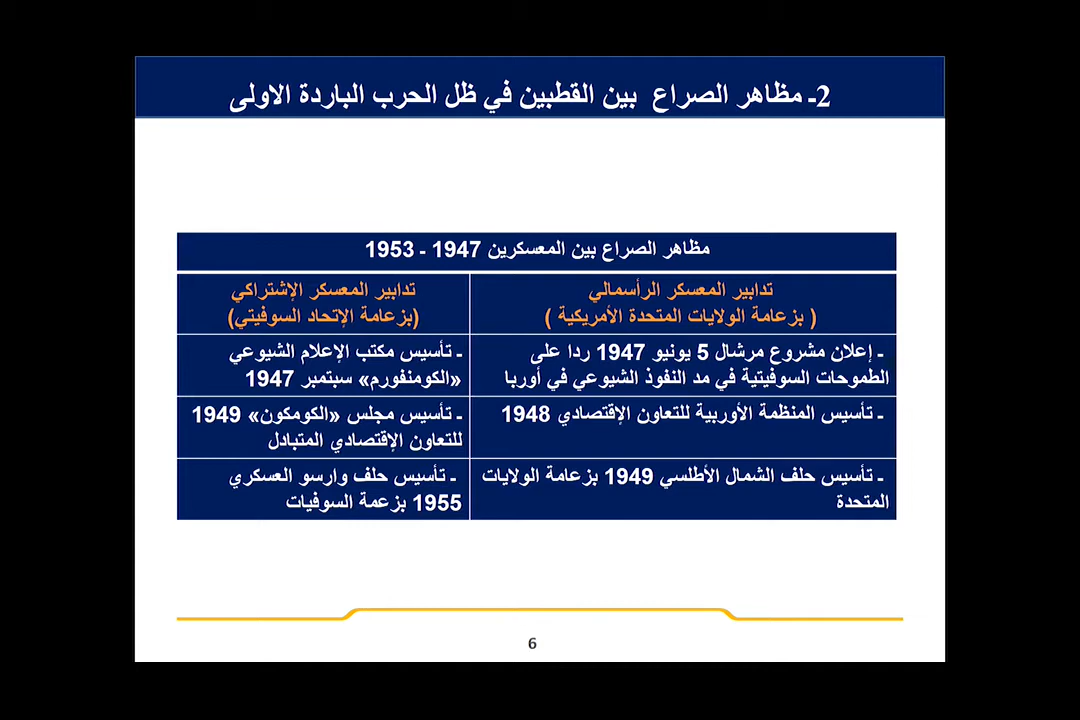 2ـ مظاهر الصراع بين القطبين في ظل الحرب الباردة الاولى
مظاهر الصراع بين المعسكرين 1947 - 1953
تدابير المعسكر الرأسمالي
( بزعامة الولايات المتحدة الأمريكية )
تدابير المعسكر الإشتراكي
(بزعامة الإتحاد السوفيتي)
ـ إعلان مشروع مرشال 5 يونيو 1947 ردا على
الطموحات السوفيتية في مد النفوذ الشيوعي في أوربا
ـ تأسيس مكتب الإعلام الشيوعي
«الكومنفورم» سبتمبر 1947
ـ تأسيس المنظمة الأوربية للتعاون الإقتصادي 1948
ـ تأسيس مجلس «الكومكون» 1949
للتعاون الإقتصادي المتبادل
ـ تأسيس حلف الشمال الأطلسي 1949 بزعامة الولايات
المتحدة
ـ تأسيس حلف وارسو العسكري
1955 بزعمة السوفيات
6